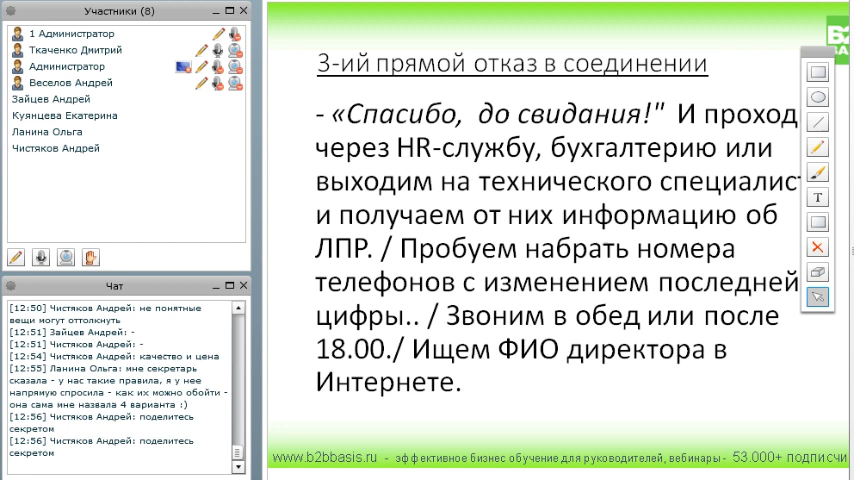 Участники (8)
1 Администратор
Ткаченко Дмитрий
Администратор
Веселов Андрей
Зайцев Андрей
Куянцева Екатерина
Ланина Ольга
Чистяков Андрей
Чат
[12:50] Чистяков Андрей: не понятные
вещи могут оттолкнуть
[12:51] Зайцев Андрей: -
[12:51] Чистяков Андрей: -
[12:54] Чистяков Андрей: качество и цена
[12:55] Ланина Ольга: мне секретарь
сказала - у нас такие правила, я у нее
напрямую спросила - как их можно обойти -
она сама мне назвала 4 варианта :)
[12:56] Чистяков Андрей: поделитесь
секретом
[12:56] Чистяков Андрей: поделитесь
секретом
3-ий прямой отказ в соединении
- «Спасибо, до свидания!" И проход
через HR-службу, бухгалтерию или
выходим на технического специалист
и получаем от них информацию об
ЛПР. / Пробуем набрать номера
телефонов с изменением последней
цифры.. / Звоним в обед или после
18.00./ Ищем ФИО директора в
Интернете.
www.b2bbasis.ru - эффективное бизнес обучение для руководителей, вебинары - 53.000+ подписчи
T